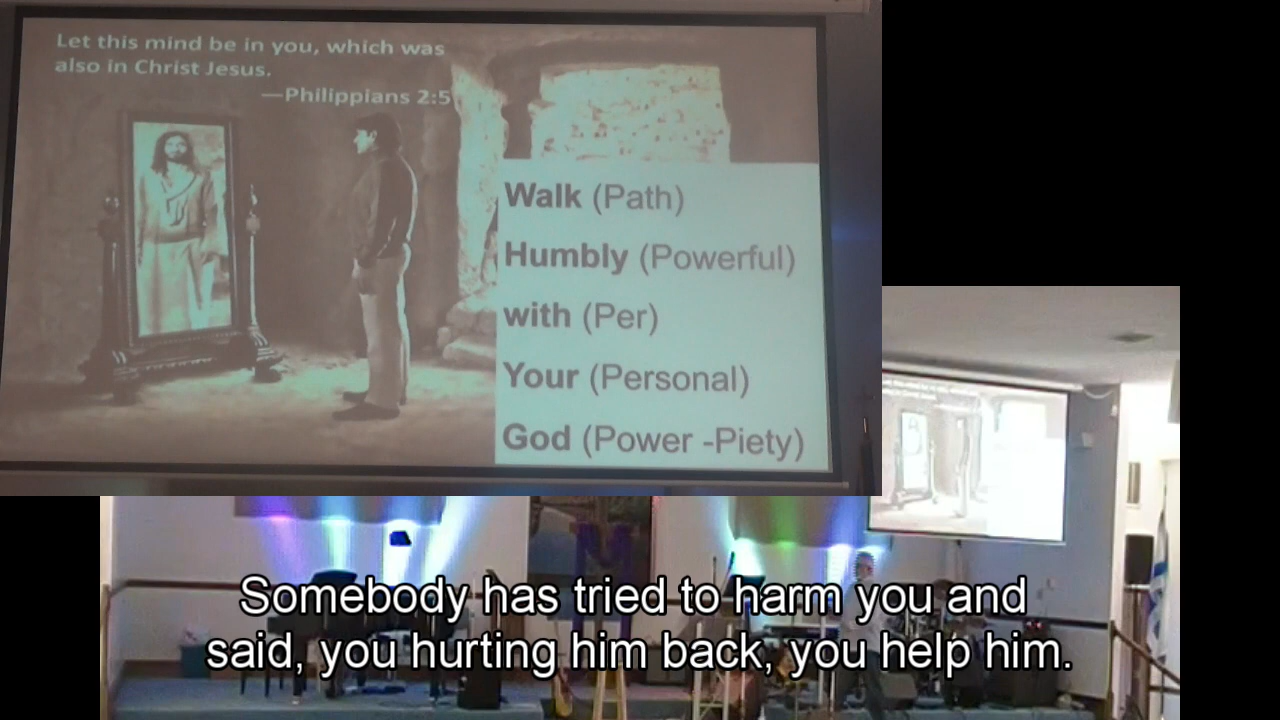 Let this mind be in you, which was
also in Christ Jesus.
—Philippians 2:5
Walk (Path)
Humbly (Powerful)
with (Per)
Your (Personal)
God (Power -Piety)
Somebody has tried to harm you and
said, you hurting him back, you help him.